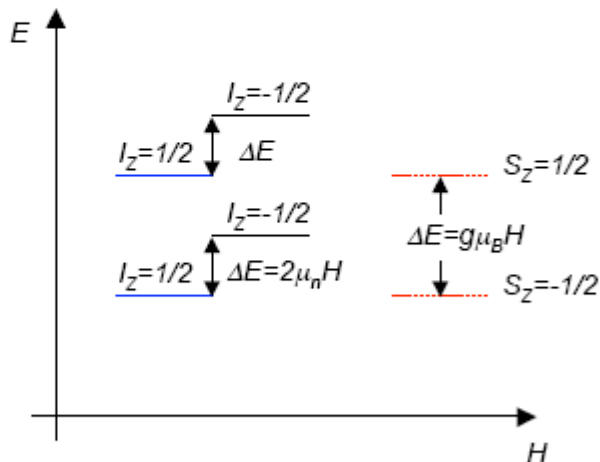 E
I_Z=-1/2
I_Z=1/2 ΔE S_Z=1/2
I_Z=-1/2 ΔE=gμ_BH
I_Z=1/2 ΔE=2μ_nH S_Z=-1/2
H